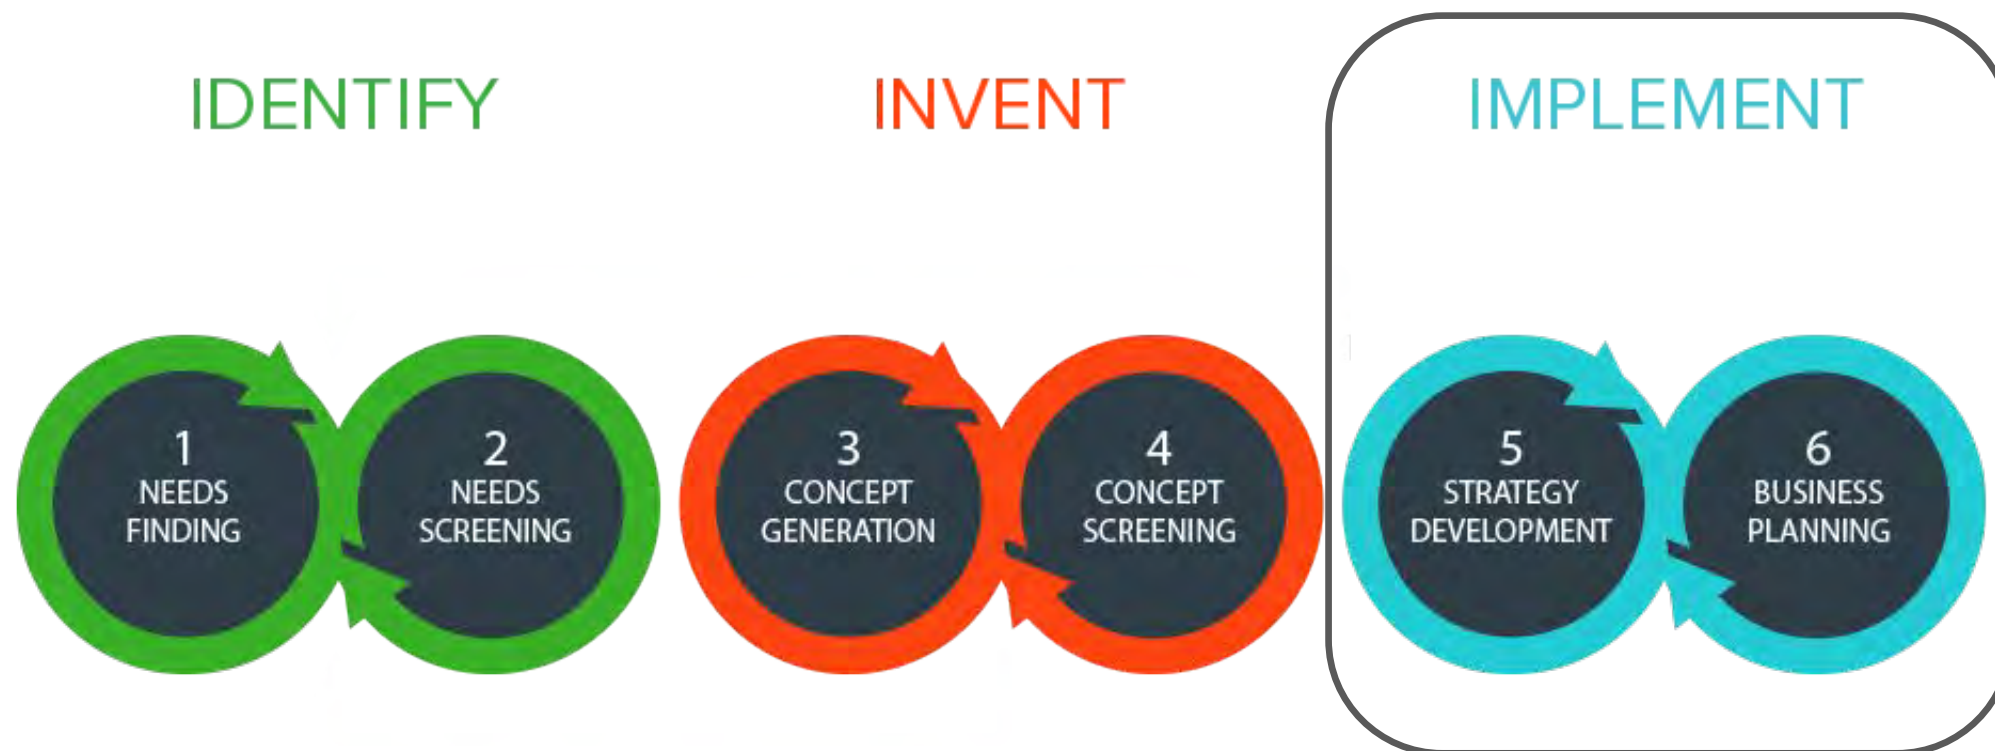 IDENTIFY
INVENT
IMPLEMENT
1
NEEDS
FINDING
2
NEEDS
SCREENING
3
CONCEPT
GENERATION
4
CONCEPT
SCREENING
5
STRATEGY
DEVELOPMENT
6
BUSINESS
PLANNING